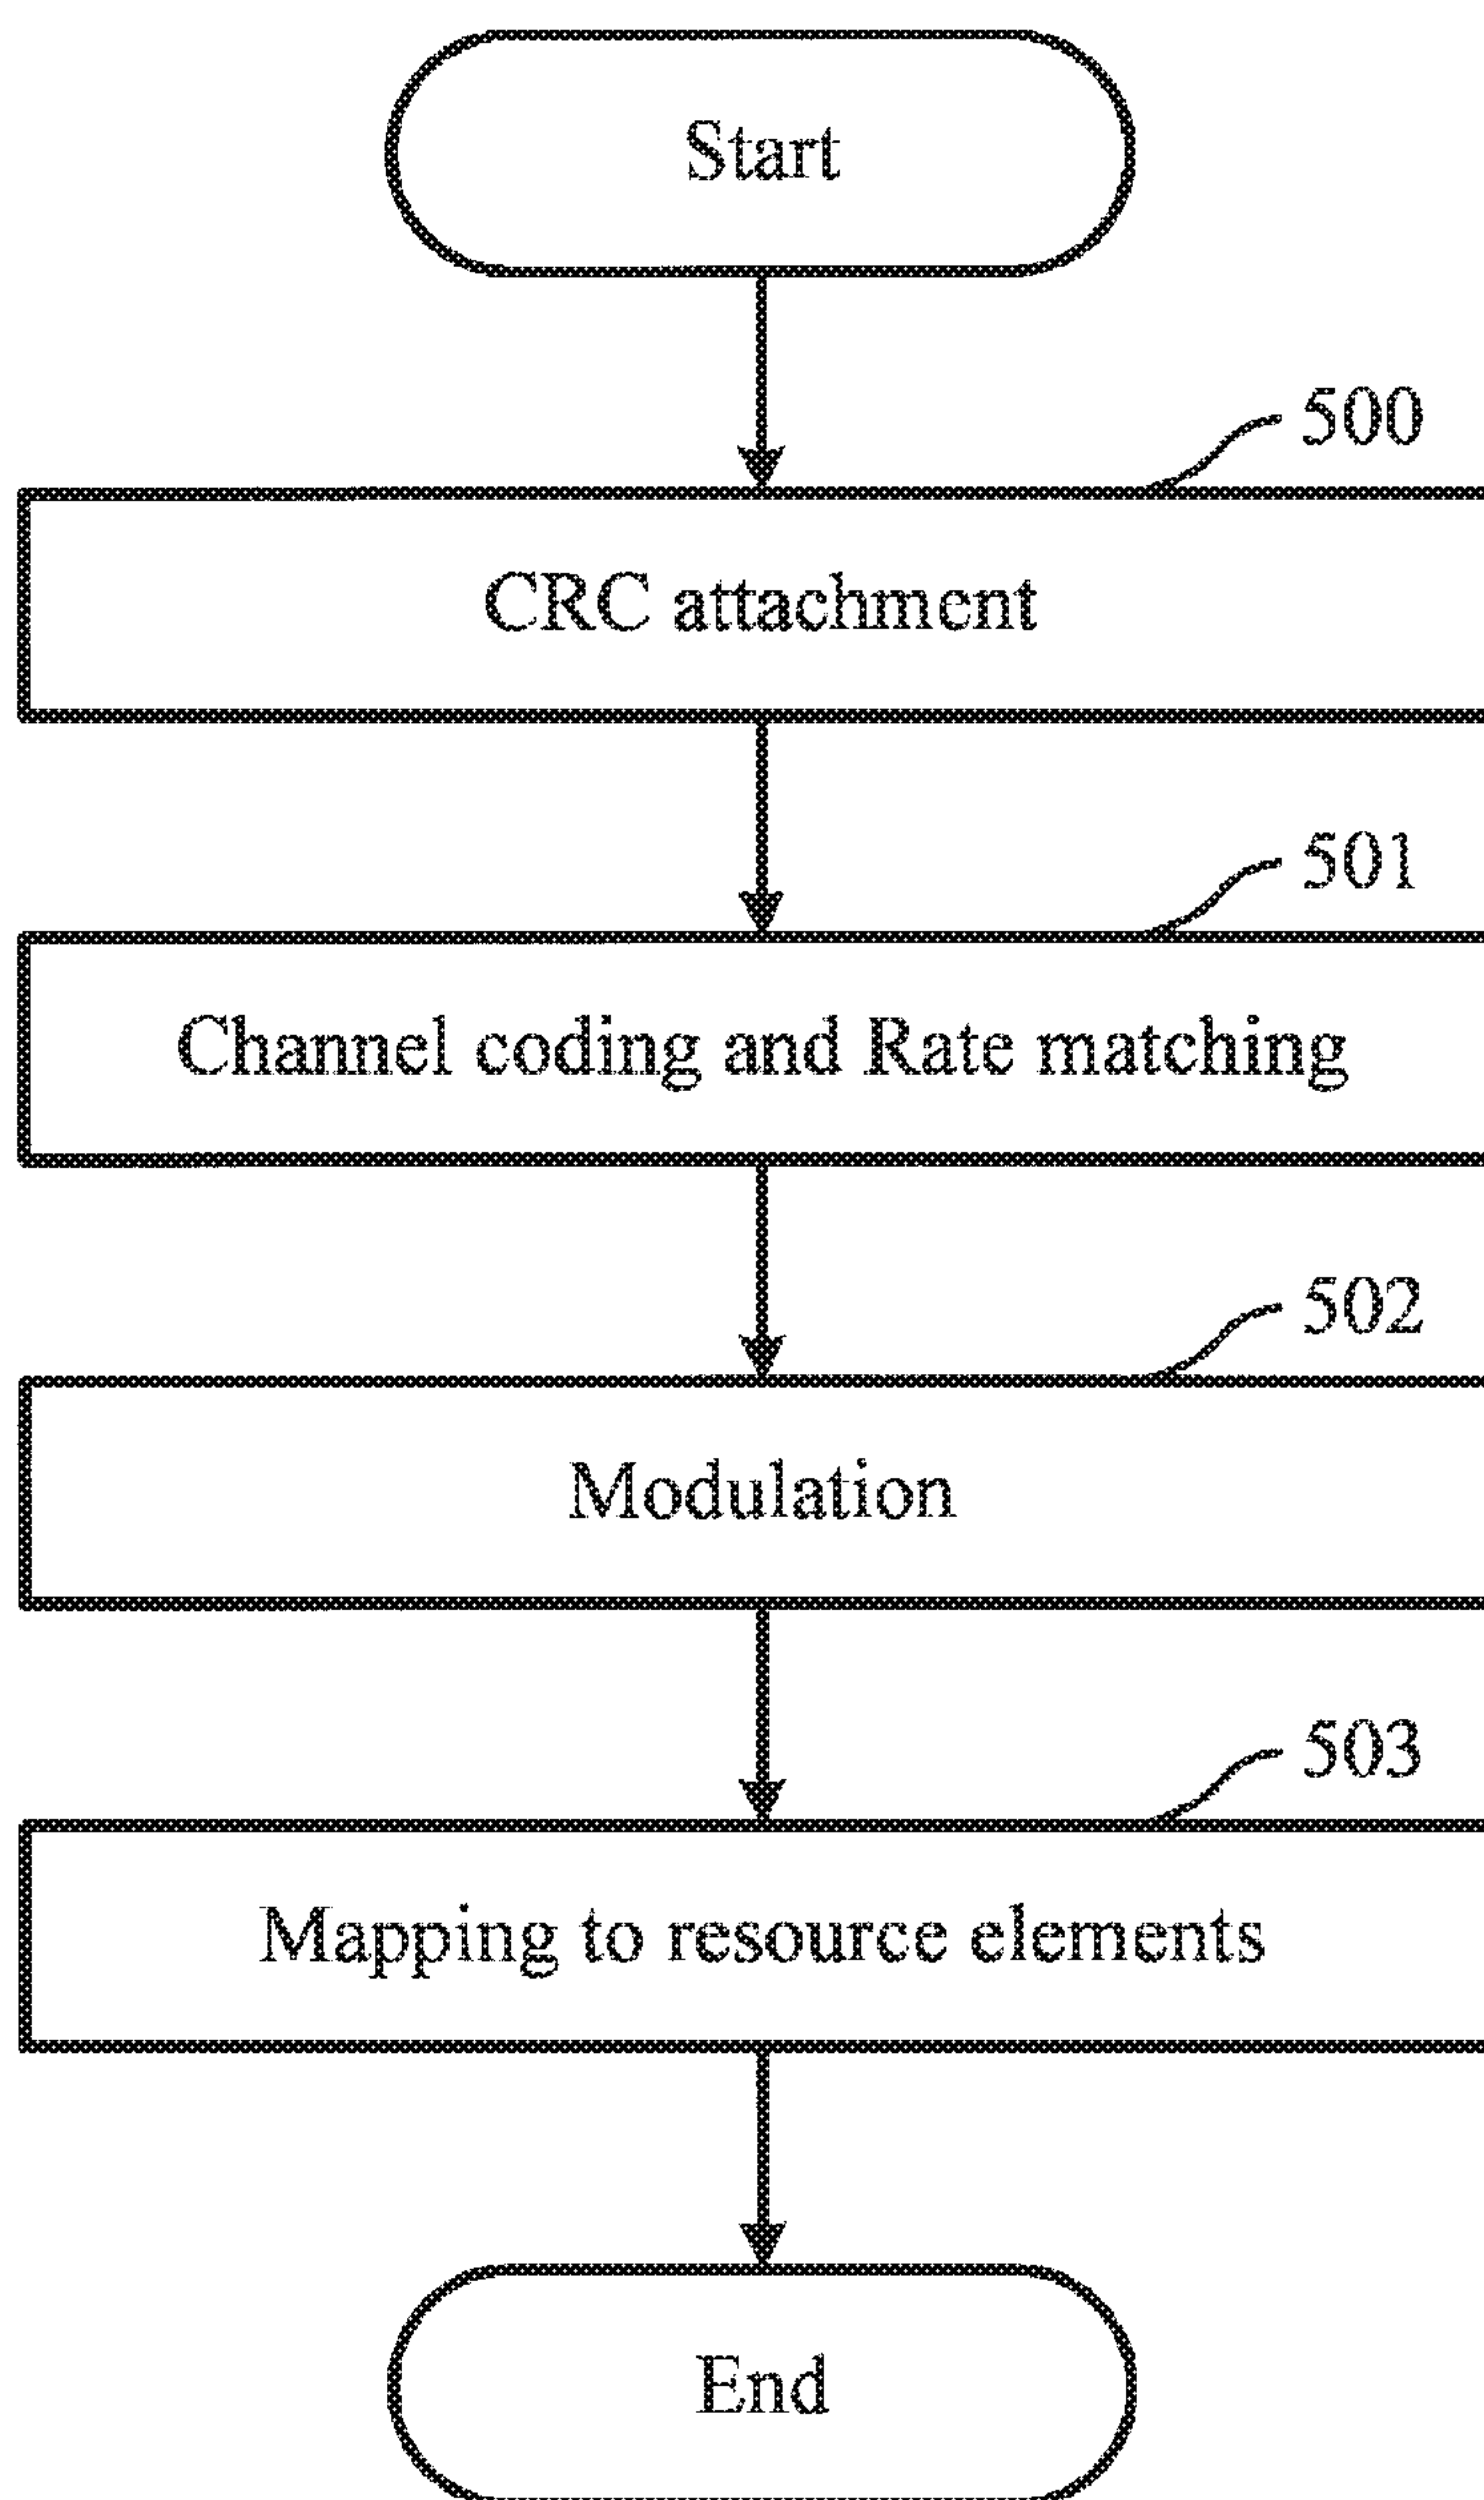 Start
500
CRC attachment
501
Channel coding and Rate matching
502
Modulation
503
Mapping to resource elements
End